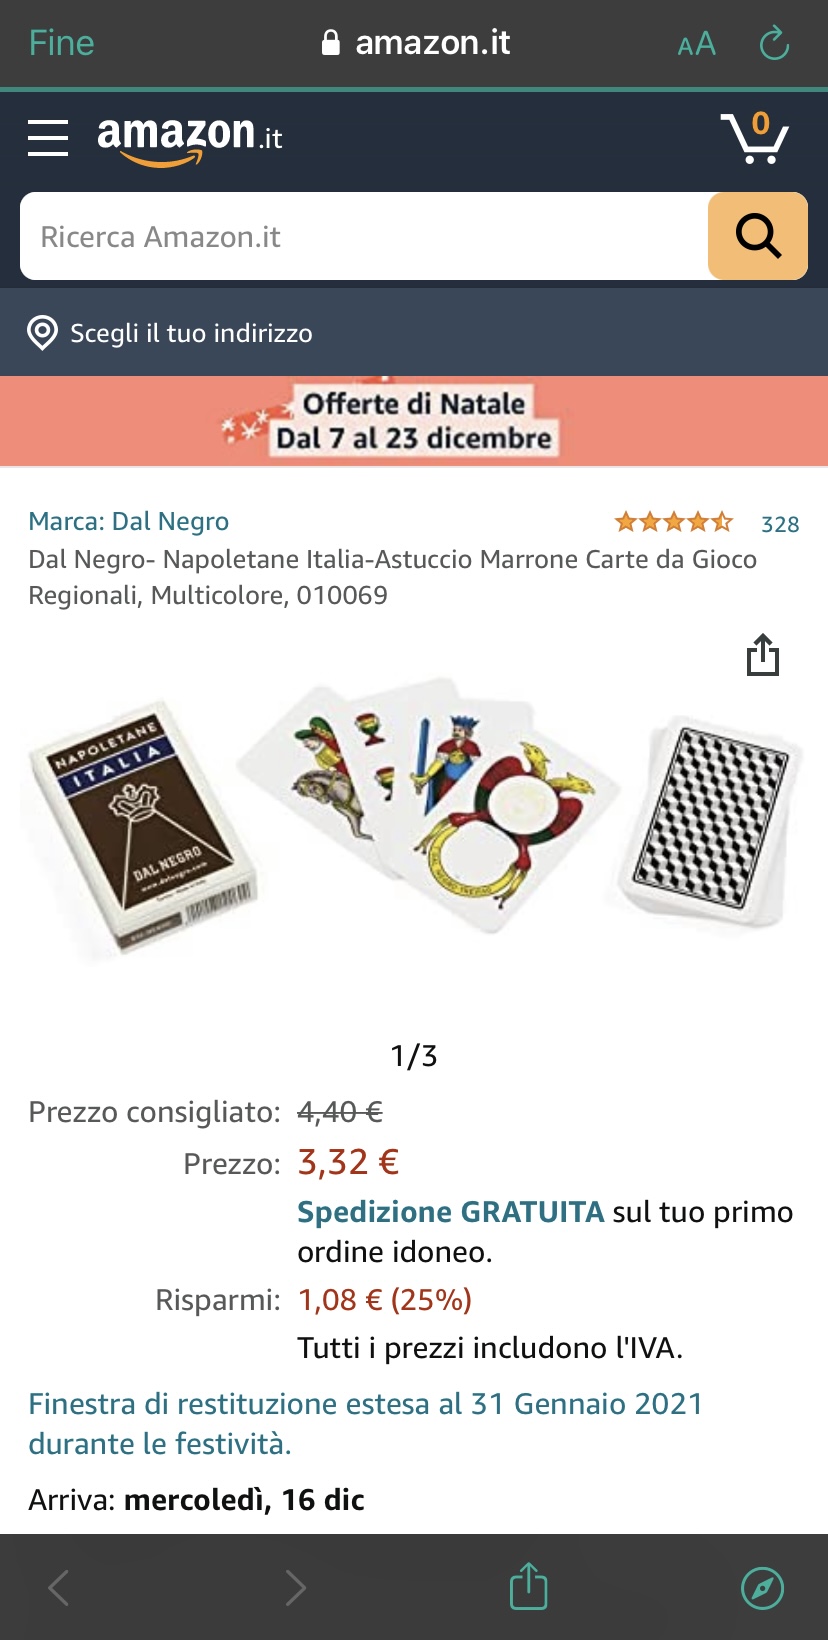 Fine
amazon.it
AA
amazon.it
0
Ricerca Amazon.it
Scegli il tuo indirizzo
Offerte di Natale
Dal 7 al 23 dicembre
Marca: Dal Negro
328
Dal Negro- Napoletane Italia-Astuccio Marrone Carte da Gioco
Regionali, Multicolore, 010069
NAPOLETANE
ITALIA
DAL NEGRO
www.dalnegro.com
1/3
Prezzo consigliato: 4,40 €
Prezzo: 3,32 €
Spedizione GRATUITA sul tuo primo
ordine idoneo.
Risparmi: 1,08 € (25%)
Tutti i prezzi includono l'IVA.
Finestra di restituzione estesa al 31 Gennaio 2021
durante le festività.
Arriva: mercoledì, 16 dic